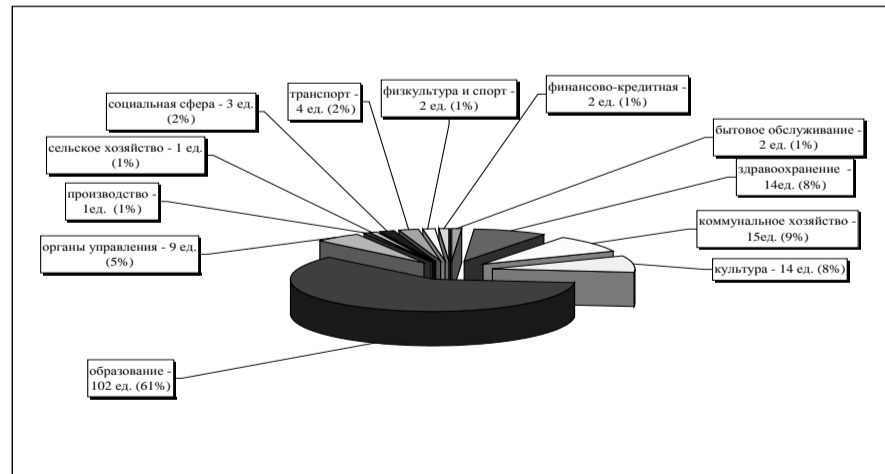 социальная сфера - 3 ед.
(2%)
транспорт -
4 ед. (2%)
физкультура и спорт -
2 ед. (1%)
финансово-кредитная -
2 ед. (1%)
сельское хозяйство - 1 ед.
(1%)
бытовое обслуживание -
2 ед. (1%)
здравоохранение -
14ед. (8%)
производство -
1ед. (1%)
коммунальное хозяйство -
15ед. (9%)
органы управления - 9 ед.
(5%)
культура - 14 ед. (8%)
образование -
102 ед. (61%)